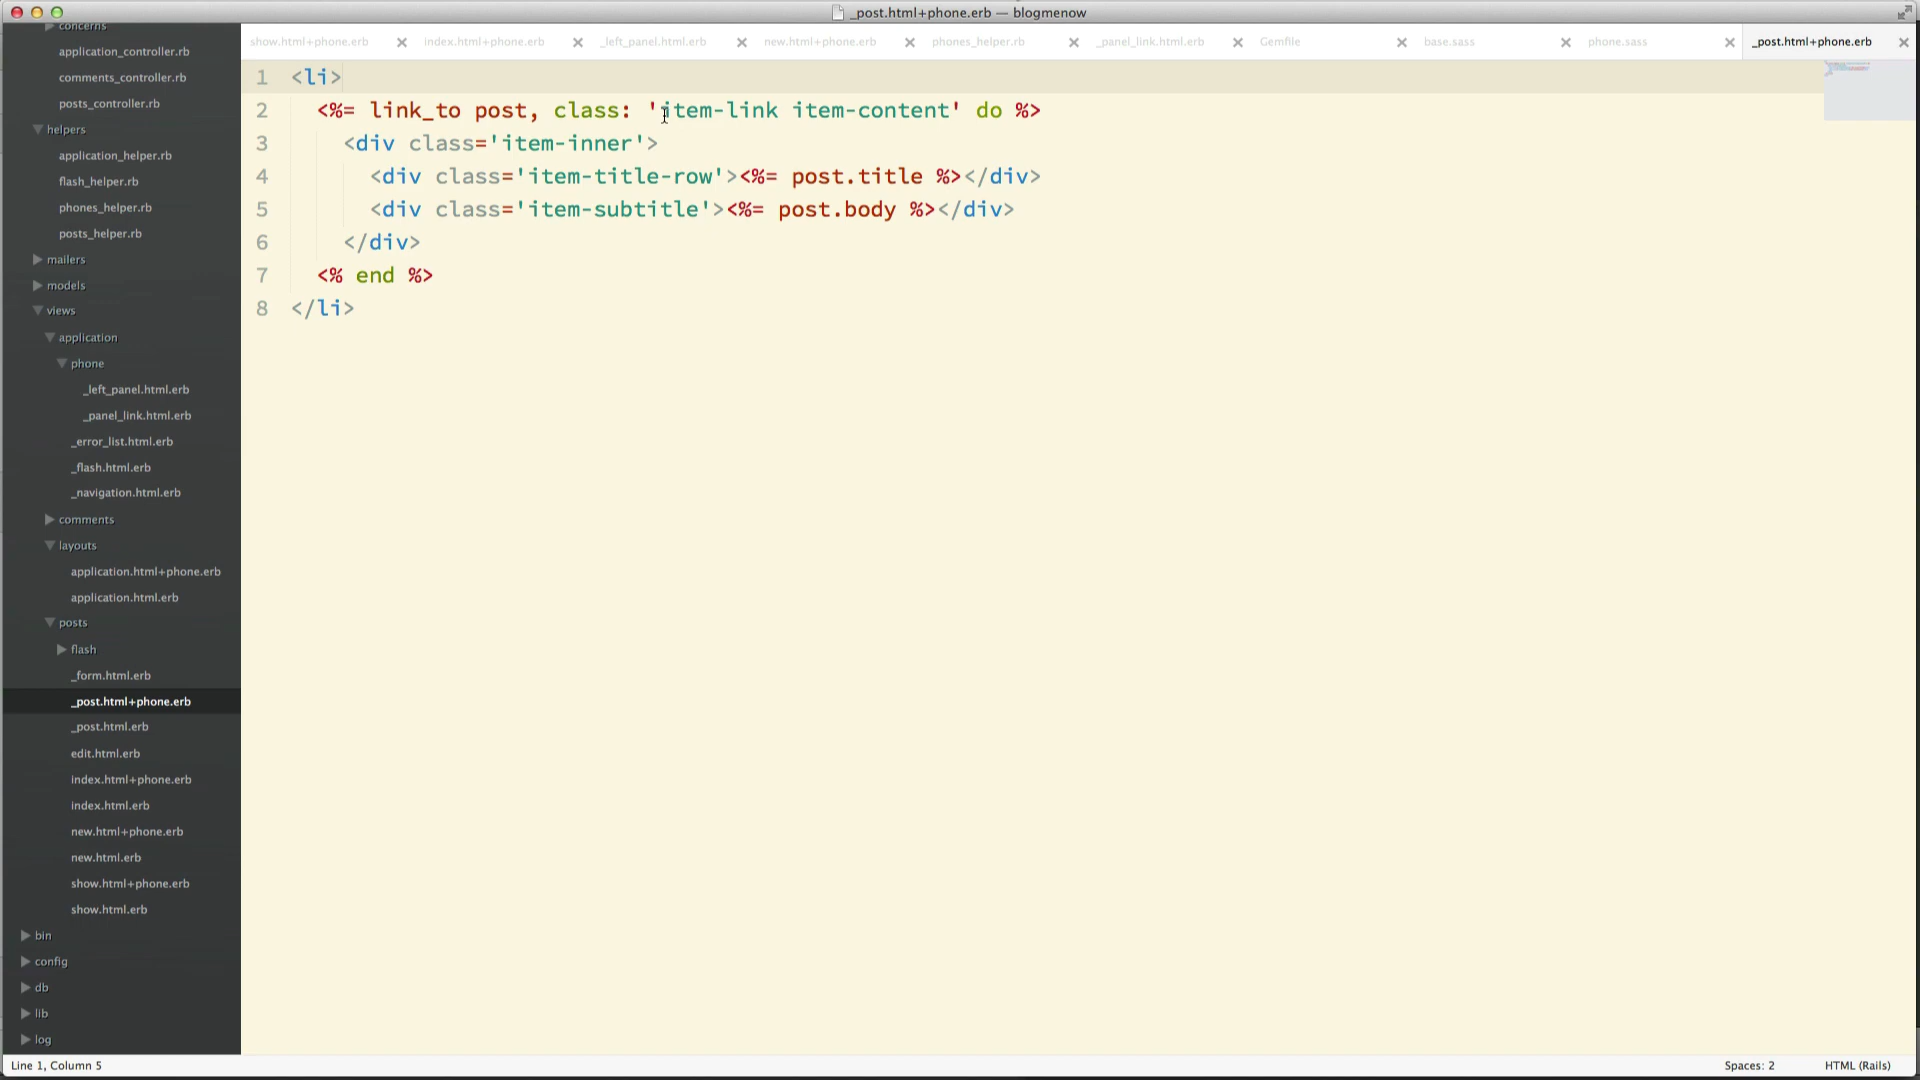 _post.html+phone.erb — blogmenow
concerns
application_controller.rb
comments_controller.rb
posts_controller.rb
helpers
application_helper.rb
flash_helper.rb
phones_helper.rb
posts_helper.rb
mailers
models
views
application
phone
_left_panel.html.erb
_panel_link.html.erb
_error_list.html.erb
_flash.html.erb
_navigation.html.erb
comments
layouts
application.html+phone.erb
application.html.erb
posts
flash
_form.html.erb
_post.html+phone.erb
_post.html.erb
edit.html.erb
index.html+phone.erb
index.html.erb
new.html+phone.erb
new.html.erb
show.html+phone.erb
show.html.erb
bin
config
db
lib
log
show.html+phone.erb index.html+phone.erb _left_panel.html.erb new.html+phone.erb phones_helper.rb _panel_link.html.erb Gemfile base.sass phone.sass _post.html+phone.erb
1 <li>
2 <%= link_to post, class: 'item-link item-content' do %>
3 <div class='item-inner'>
4 <div class='item-title-row'><%= post.title %></div>
5 <div class='item-subtitle'><%= post.body %></div>
6 </div>
7 <% end %>
8 </li>
Line 1, Column 5 Spaces: 2 HTML (Rails)